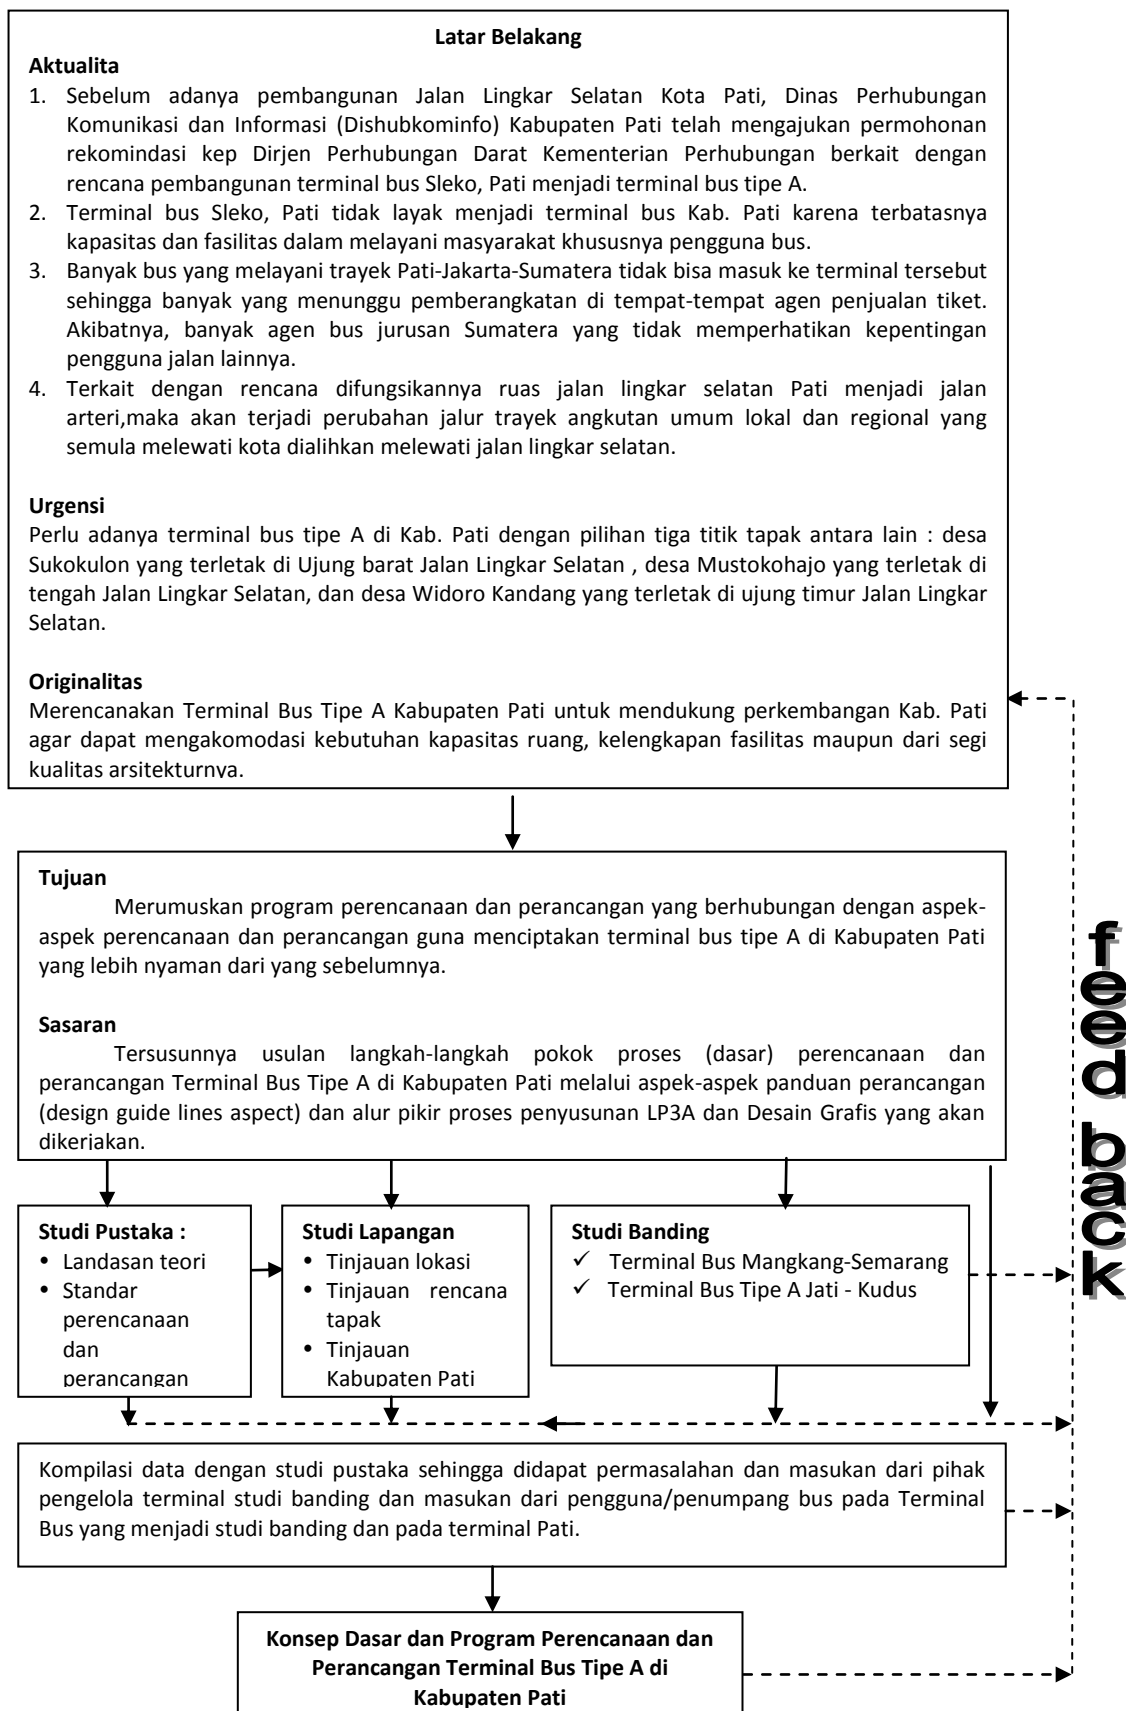 Latar Belakang
Aktualita
1. Sebelum adanya pembangunan Jalan Lingkar Selatan Kota Pati, Dinas Perhubungan
Komunikasi dan Informasi (Dishubkominfo) Kabupaten Pati telah mengajukan permohonan
rekomindasi kep Dirjen Perhubungan Darat Kementerian Perhubungan berkait dengan
rencana pembangunan terminal bus Sleko, Pati menjadi terminal bus tipe A.
2. Terminal bus Sleko, Pati tidak layak menjadi terminal bus Kab. Pati karena terbatasnya
kapasitas dan fasilitas dalam melayani masyarakat khususnya pengguna bus.
3. Banyak bus yang melayani trayek Pati-Jakarta-Sumatera tidak bisa masuk ke terminal tersebut
sehingga banyak yang menunggu pemberangkatan di tempat-tempat agen penjualan tiket.
Akibatnya, banyak agen bus jurusan Sumatera yang tidak memperhatikan kepentingan
pengguna jalan lainnya.
4. Terkait dengan rencana difungsikannya ruas jalan lingkar selatan Pati menjadi jalan
arteri,maka akan terjadi perubahan jalur trayek angkutan umum lokal dan regional yang
semula melewati kota dialihkan melewati jalan lingkar selatan.
Urgensi
Perlu adanya terminal bus tipe A di Kab. Pati dengan pilihan tiga titik tapak antara lain : desa
Sukokulon yang terletak di Ujung barat Jalan Lingkar Selatan , desa Mustokohajo yang terletak di
tengah Jalan Lingkar Selatan, dan desa Widoro Kandang yang terletak di ujung timur Jalan Lingkar
Selatan.
Originalitas
Merencanakan Terminal Bus Tipe A Kabupaten Pati untuk mendukung perkembangan Kab. Pati
agar dapat mengakomodasi kebutuhan kapasitas ruang, kelengkapan fasilitas maupun dari segi
kualitas arsitekturnya.
Tujuan
Merumuskan program perencanaan dan perancangan yang berhubungan dengan aspek-
aspek perencanaan dan perancangan guna menciptakan terminal bus tipe A di Kabupaten Pati
yang lebih nyaman dari yang sebelumnya.
Sasaran
Tersusunnya usulan langkah-langkah pokok proses (dasar) perencanaan dan
perancangan Terminal Bus Tipe A di Kabupaten Pati melalui aspek-aspek panduan perancangan
(design guide lines aspect) dan alur pikir proses penyusunan LP3A dan Desain Grafis yang akan
dikerjakan.
Studi Pustaka :
• Landasan teori
• Standar
perencanaan
dan
perancangan
Studi Lapangan
• Tinjauan lokasi
• Tinjauan rencana
tapak
• Tinjauan
Kabupaten Pati
Studi Banding
✓ Terminal Bus Mangkang-Semarang
✓ Terminal Bus Tipe A Jati - Kudus
Kompilasi data dengan studi pustaka sehingga didapat permasalahan dan masukan dari pihak
pengelola terminal studi banding dan masukan dari pengguna/penumpang bus pada Terminal
Bus yang menjadi studi banding dan pada terminal Pati.
Konsep Dasar dan Program Perencanaan dan
Perancangan Terminal Bus Tipe A di
Kabupaten Pati
feed back